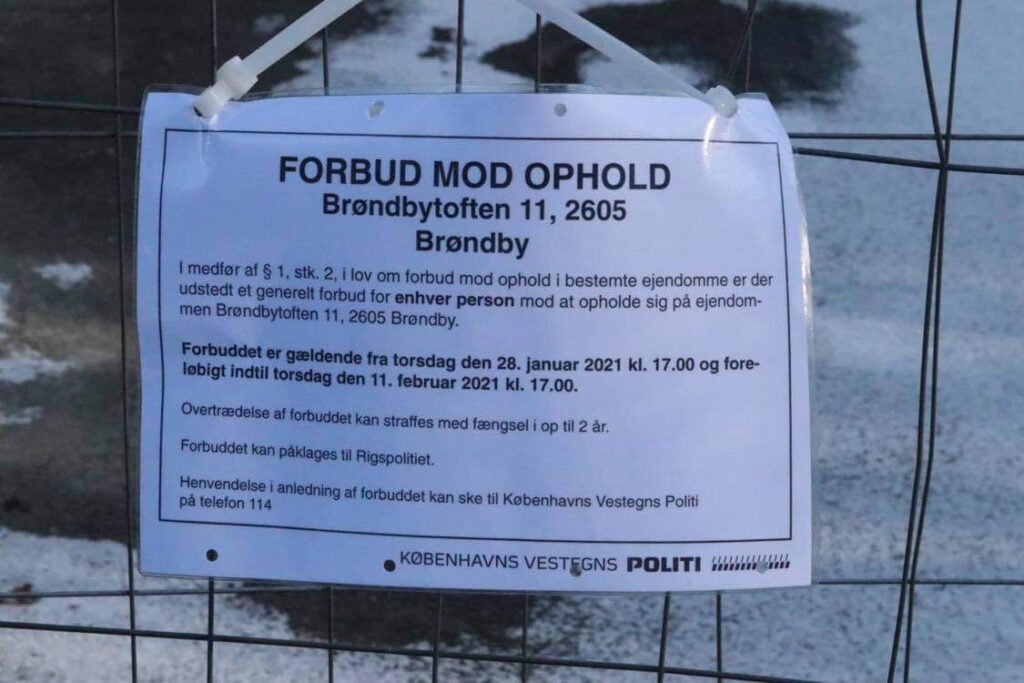 FORBUD MOD OPHOLD
Brøndbytoften 11, 2605
Brøndby
I medfør af § 1, stk. 2, i lov om forbud mod ophold i bestemte ejendomme er der
udstedt et generelt forbud for enhver person mod at opholde sig på ejendom-
men Brøndbytoften 11, 2605 Brøndby.
Forbuddet er gældende fra torsdag den 28. januar 2021 kl. 17.00 og fore-
løbigt indtil torsdag den 11. februar 2021 kl. 17.00.
Overtrædelse af forbuddet kan straffes med fængsel i op til 2 år.
Forbuddet kan påklages til Rigspolitiet.
Henvendelse i anledning af forbuddet kan ske til Københavns Vestegns Politi
på telefon 114
KØBENHAVNS VESTEGNS POLITI